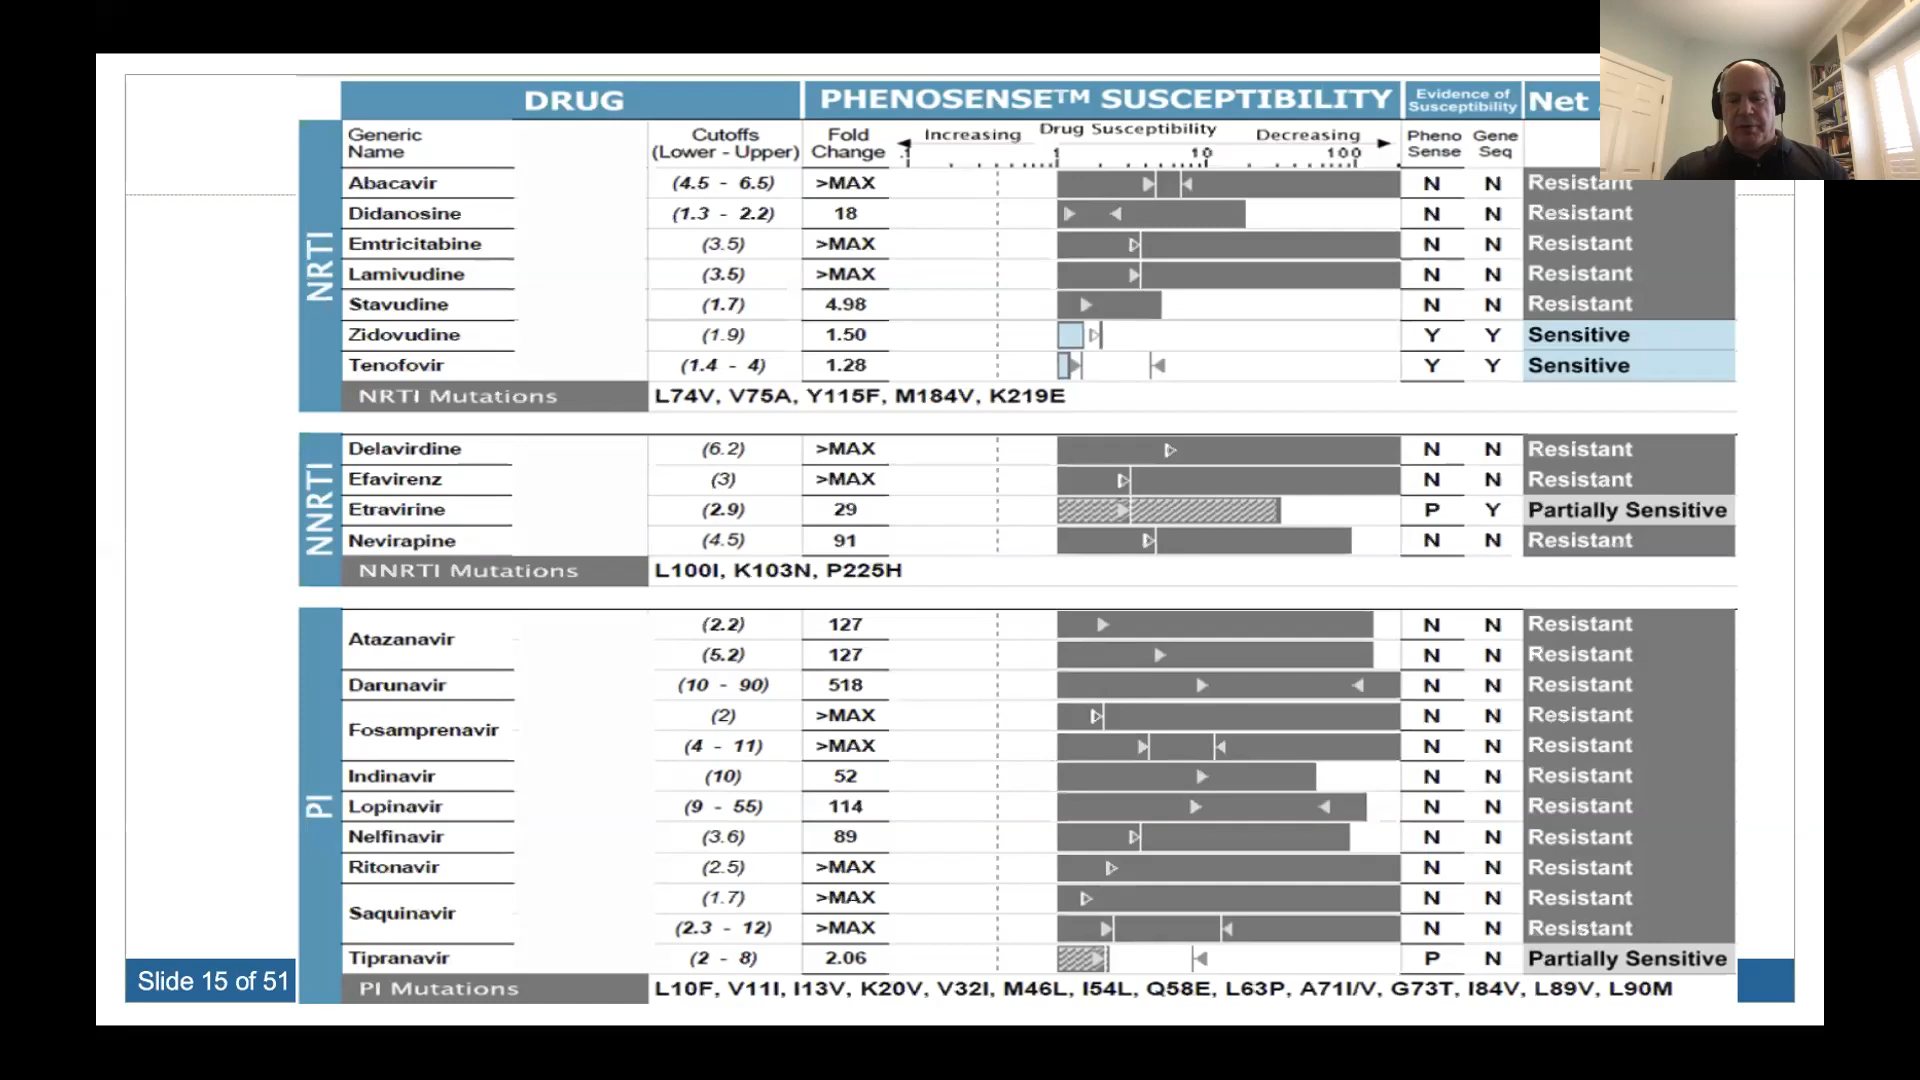 DRUG PHENOSENSE™ SUSCEPTIBILITY Evidence of Susceptibility Net
Generic Name Cutoffs (Lower - Upper) Fold Change Increasing Drug Susceptibility Decreasing Pheno Sense Gene Seq
.1 1 10 100
NRTI
Abacavir (4.5 - 6.5) >MAX N N Resistant
Didanosine (1.3 - 2.2) 18 N N Resistant
Emtricitabine (3.5) >MAX N N Resistant
Lamivudine (3.5) >MAX N N Resistant
Stavudine (1.7) 4.98 N N Resistant
Zidovudine (1.9) 1.50 Y Y Sensitive
Tenofovir (1.4 - 4) 1.28 Y Y Sensitive
NRTI Mutations L74V, V75A, Y115F, M184V, K219E
NNRTI
Delavirdine (6.2) >MAX N N Resistant
Efavirenz (3) >MAX N N Resistant
Etravirine (2.9) 29 P Y Partially Sensitive
Nevirapine (4.5) 91 N N Resistant
NNRTI Mutations L100I, K103N, P225H
PI
Atazanavir (2.2) 127 N N Resistant
(5.2) 127 N N Resistant
Darunavir (10 - 90) 518 N N Resistant
Fosamprenavir (2) >MAX N N Resistant
(4 - 11) >MAX N N Resistant
Indinavir (10) 52 N N Resistant
Lopinavir (9 - 55) 114 N N Resistant
Nelfinavir (3.6) 89 N N Resistant
Ritonavir (2.5) >MAX N N Resistant
Saquinavir (1.7) >MAX N N Resistant
(2.3 - 12) >MAX N N Resistant
Tipranavir (2 - 8) 2.06 P N Partially Sensitive
PI Mutations L10F, V11I, I13V, K20V, V32I, M46L, I54L, Q58E, L63P, A71I/V, G73T, I84V, L89V, L90M
Slide 15 of 51